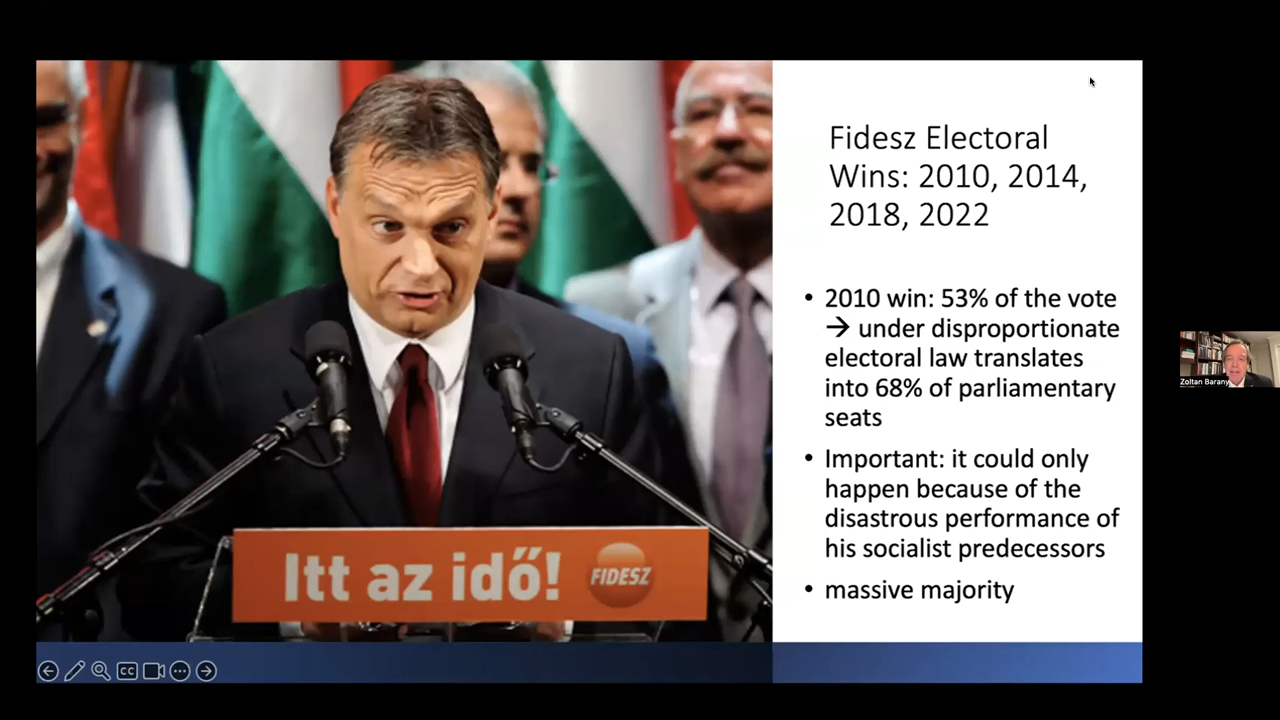 Fidesz Electoral
Wins: 2010, 2014,
2018, 2022
• 2010 win: 53% of the vote
→ under disproportionate
electoral law translates
into 68% of parliamentary
seats
• Important: it could only
happen because of the
disastrous performance of
his socialist predecessors
• massive majority
Itt az idő!
FIDESZ
CC
Zoltan Barany